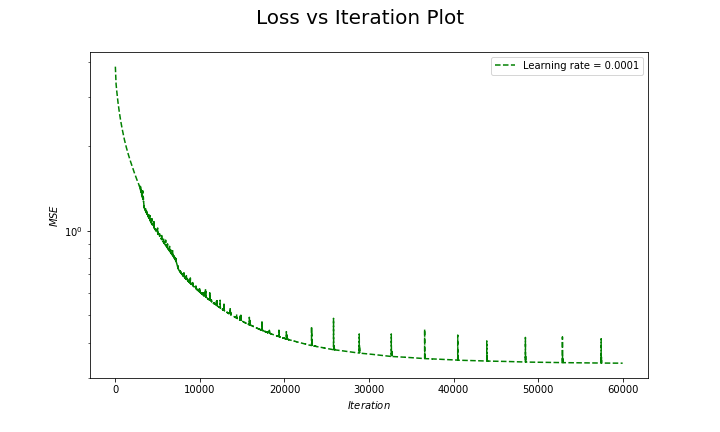 Loss vs Iteration Plot
Learning rate = 0.0001
MSE
10⁰
0 10000 20000 30000 40000 50000 60000
Iteration